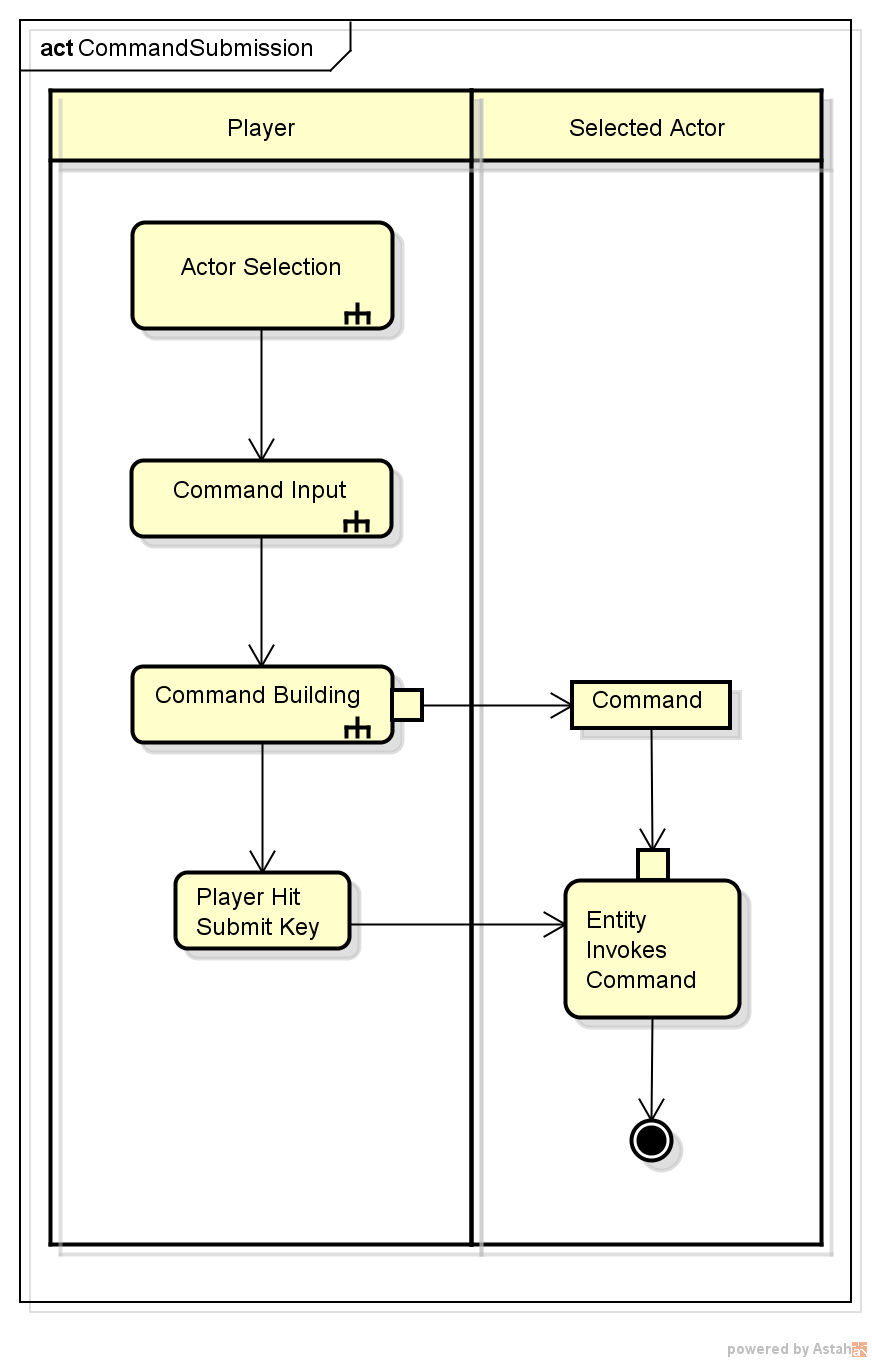 act CommandSubmission
Player
Selected Actor
Actor Selection
Command Input
Command Building
Command
Player Hit
Submit Key
Entity
Invokes
Command
powered by Astah